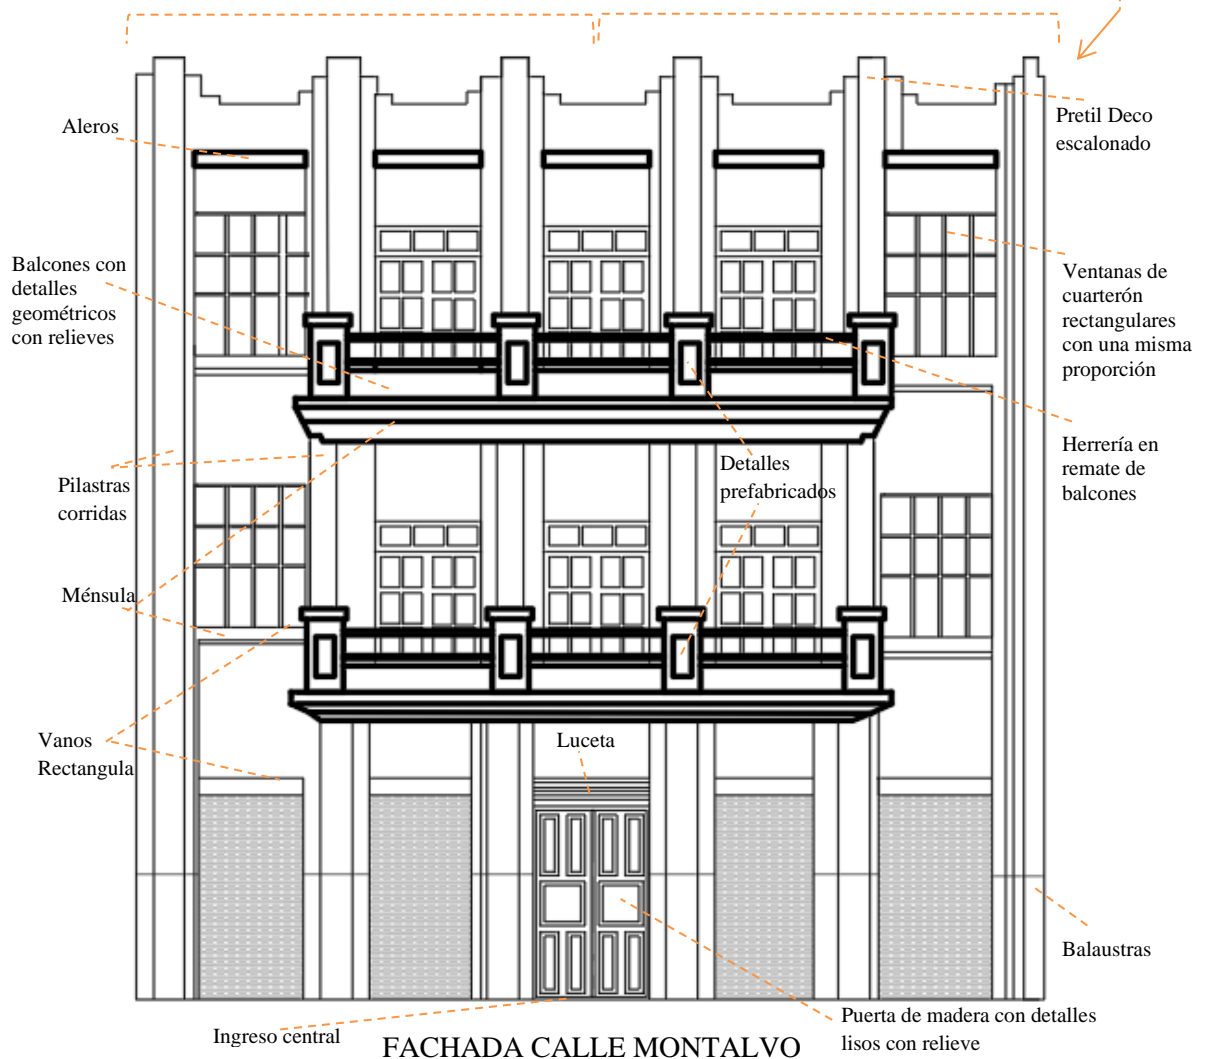 Aleros
Pretil Deco
escalonado
Balcones con
detalles
geométricos
con relieves
Ventanas de
cuarterón
rectangulares
con una misma
proporción
Herrería en
remate de
balcones
Detalles
prefabricados
Pilastras
corridas
Ménsula
Vanos
Rectangula
Luceta
Balaustras
Ingreso central
Puerta de madera con detalles
lisos con relieve
FACHADA CALLE MONTALVO